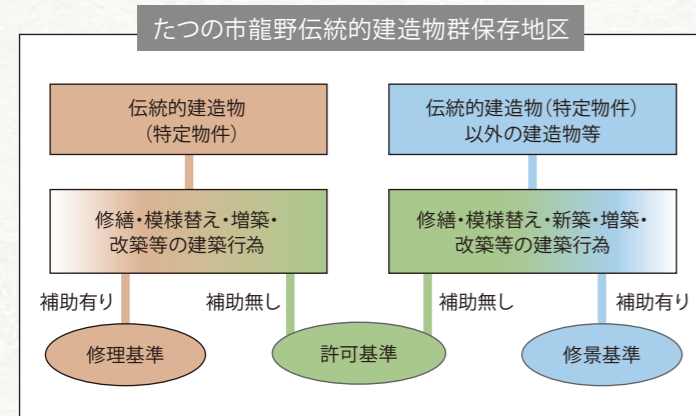 たつの市龍野伝統的建造物群保存地区
伝統的建造物
(特定物件)
伝統的建造物(特定物件)
以外の建造物等
修繕・模様替え・増築・
改築等の建築行為
修繕・模様替え・新築・増築・
改築等の建築行為
補助有り
補助無し
補助無し
補助有り
修理基準
許可基準
修景基準